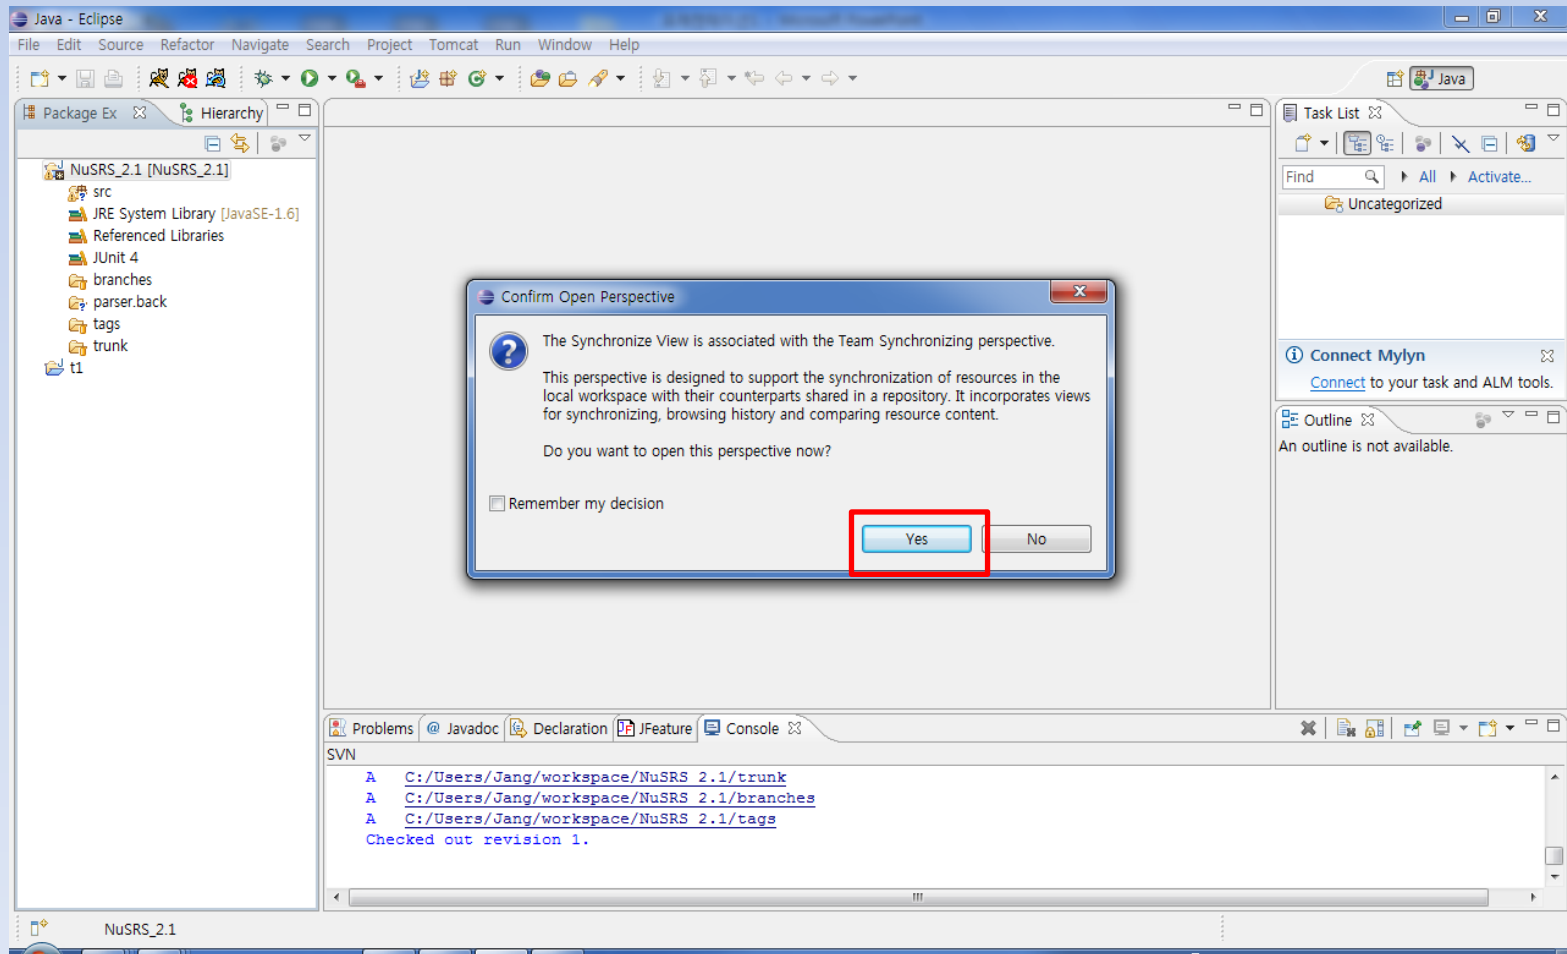 Java - Eclipse
File Edit Source Refactor Navigate Search Project Tomcat Run Window Help
Java
Package Ex Hierarchy
NuSRS_2.1 [NuSRS_2.1]
src
JRE System Library [JavaSE-1.6]
Referenced Libraries
JUnit 4
branches
parser.back
tags
trunk
t1
Confirm Open Perspective
The Synchronize View is associated with the Team Synchronizing perspective.
This perspective is designed to support the synchronization of resources in the
local workspace with their counterparts shared in a repository. It incorporates views
for synchronizing, browsing history and comparing resource content.
Do you want to open this perspective now?
Remember my decision
Yes No
Task List
Find All Activate...
Uncategorized
Connect Mylyn
Connect to your task and ALM tools.
Outline
An outline is not available.
Problems @ Javadoc Declaration JFeature Console
SVN
A C:/Users/Jang/workspace/NuSRS_2.1/trunk
A C:/Users/Jang/workspace/NuSRS_2.1/branches
A C:/Users/Jang/workspace/NuSRS_2.1/tags
Checked out revision 1.
NuSRS_2.1